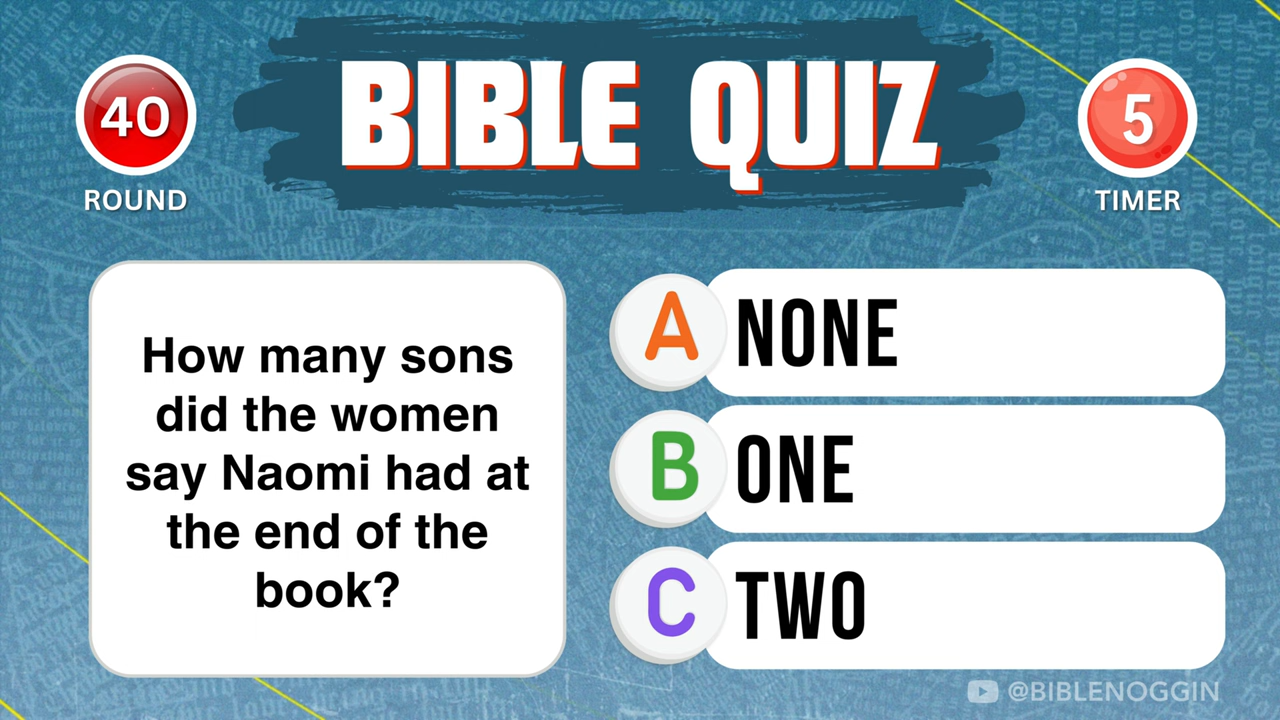 BIBLE QUIZ
40
ROUND
5
TIMER
How many sons
did the women
say Naomi had at
the end of the
book?
A NONE
B ONE
C TWO
@BIBLENOGGIN